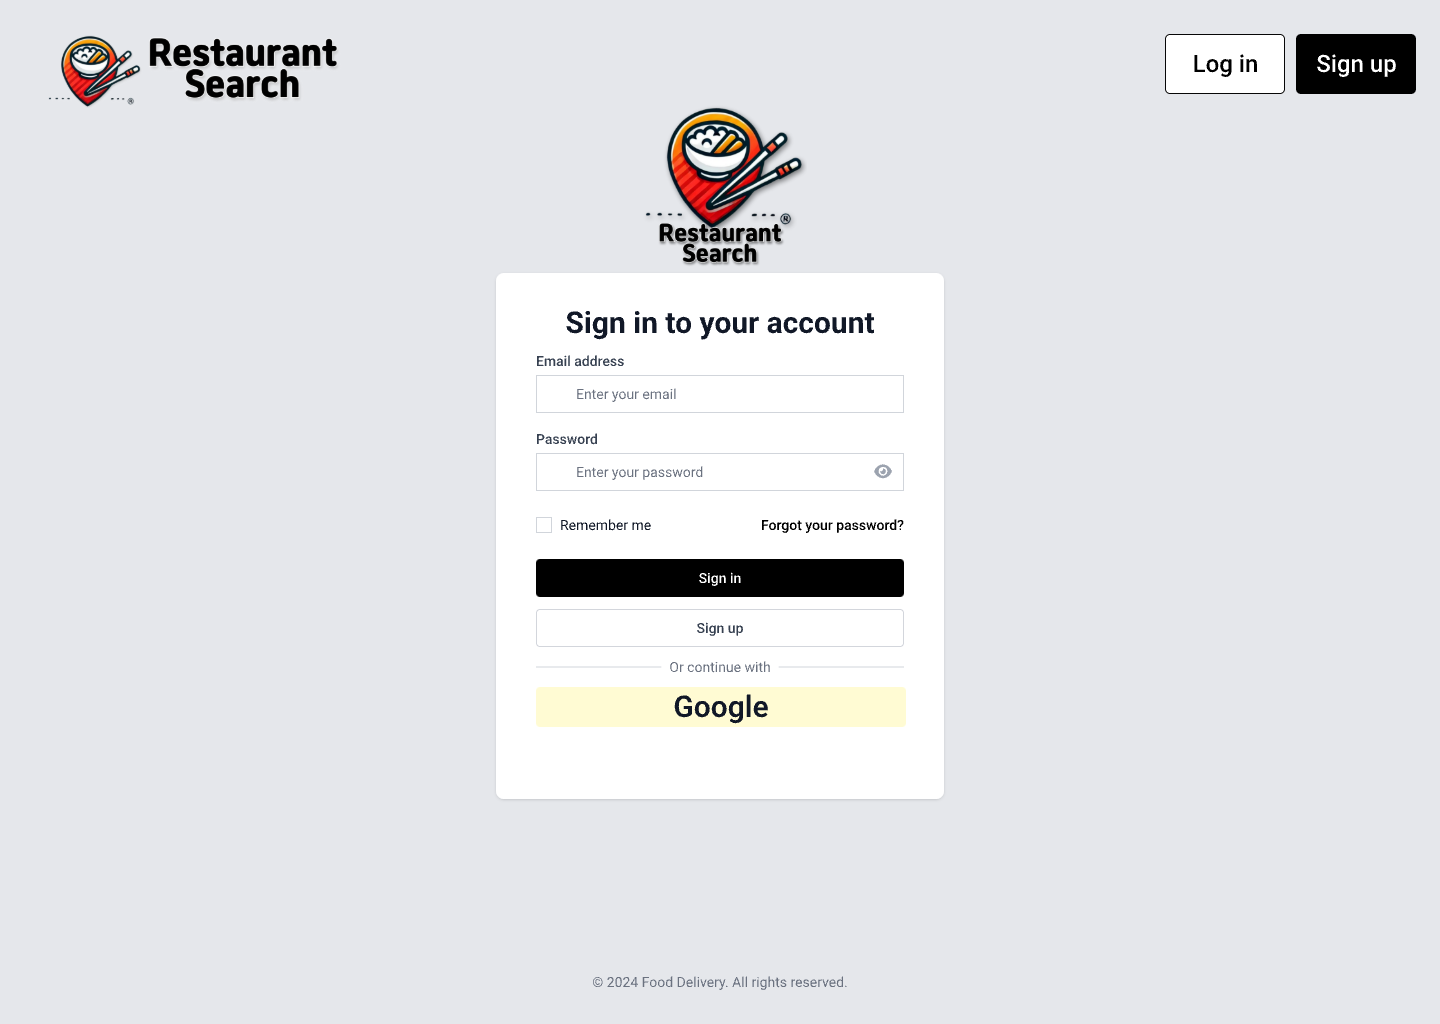 Restaurant
Search
®
Log in
Sign up
®
Restaurant
Search
Sign in to your account
Email address
Enter your email
Password
Enter your password
Remember me
Forgot your password?
Sign in
Sign up
Or continue with
Google
© 2024 Food Delivery. All rights reserved.